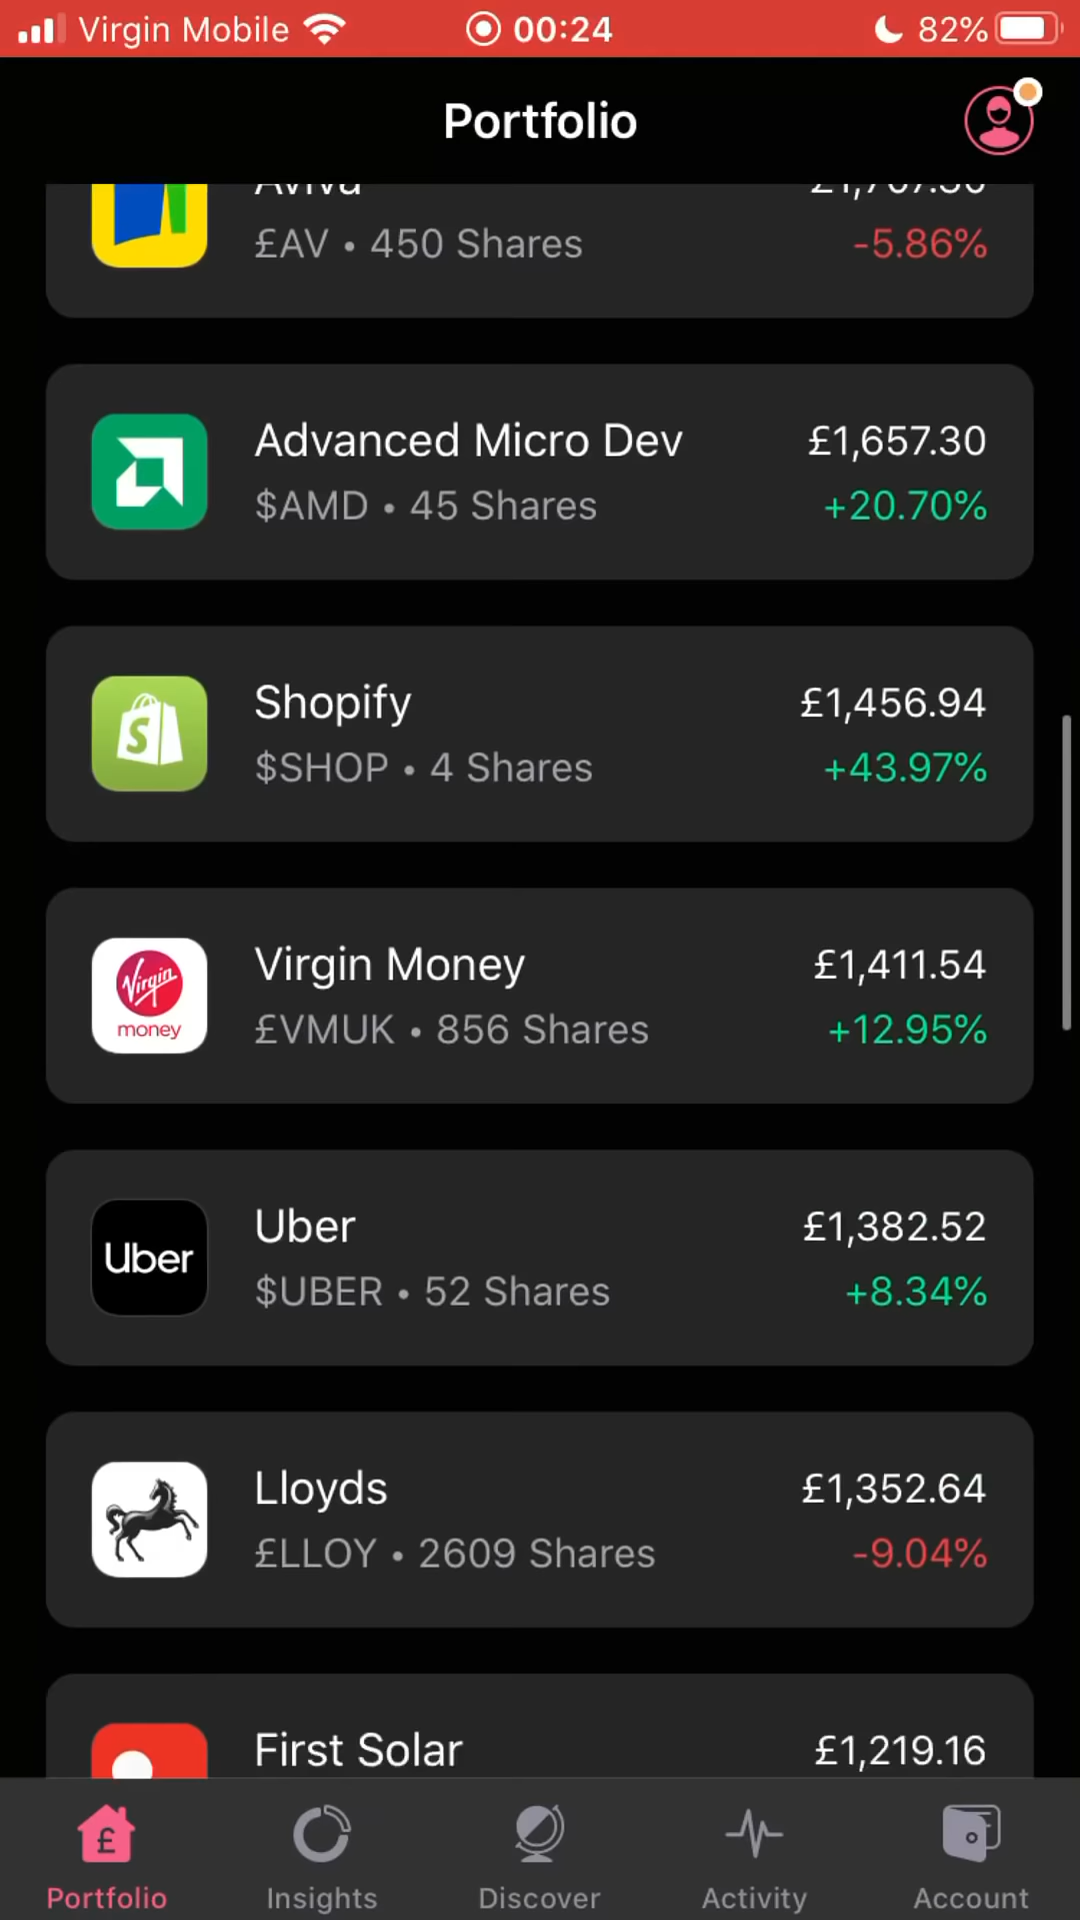 Virgin Mobile 00:24 82%
Portfolio
Aviva
£AV • 450 Shares -5.86%
Advanced Micro Dev £1,657.30
$AMD • 45 Shares +20.70%
Shopify £1,456.94
$SHOP • 4 Shares +43.97%
Virgin Money £1,411.54
Virgin
money
£VMUK • 856 Shares +12.95%
Uber £1,382.52
Uber
$UBER • 52 Shares +8.34%
Lloyds £1,352.64
£LLOY • 2609 Shares -9.04%
First Solar £1,219.16
Portfolio Insights Discover Activity Account